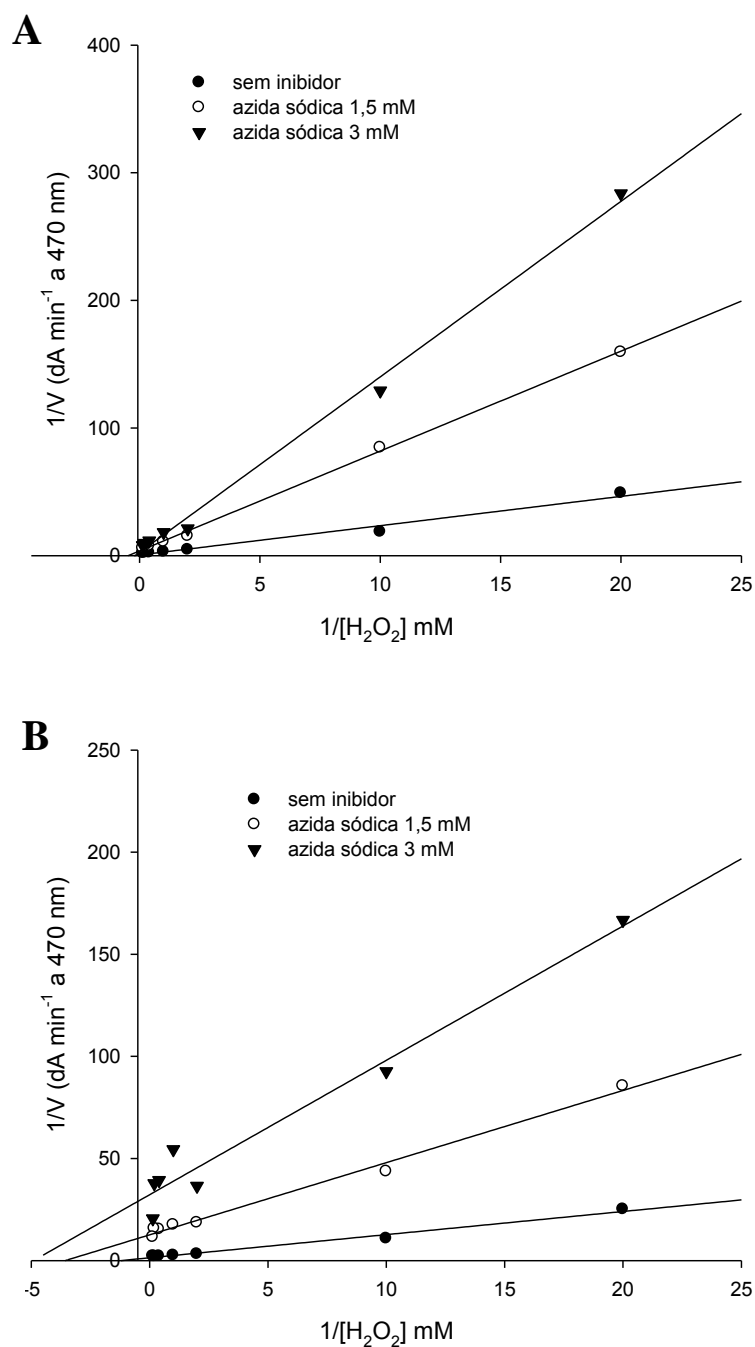 A
400
sem inibidor
azida sódica 1,5 mM
azida sódica 3 mM
300
200
100
0
1/V (dA min⁻¹ a 470 nm)
0 5 10 15 20 25
1/[H₂O₂] mM
B
250
sem inibidor
azida sódica 1,5 mM
azida sódica 3 mM
200
150
100
50
0
1/V (dA min⁻¹ a 470 nm)
-5 0 5 10 15 20 25
1/[H₂O₂] mM